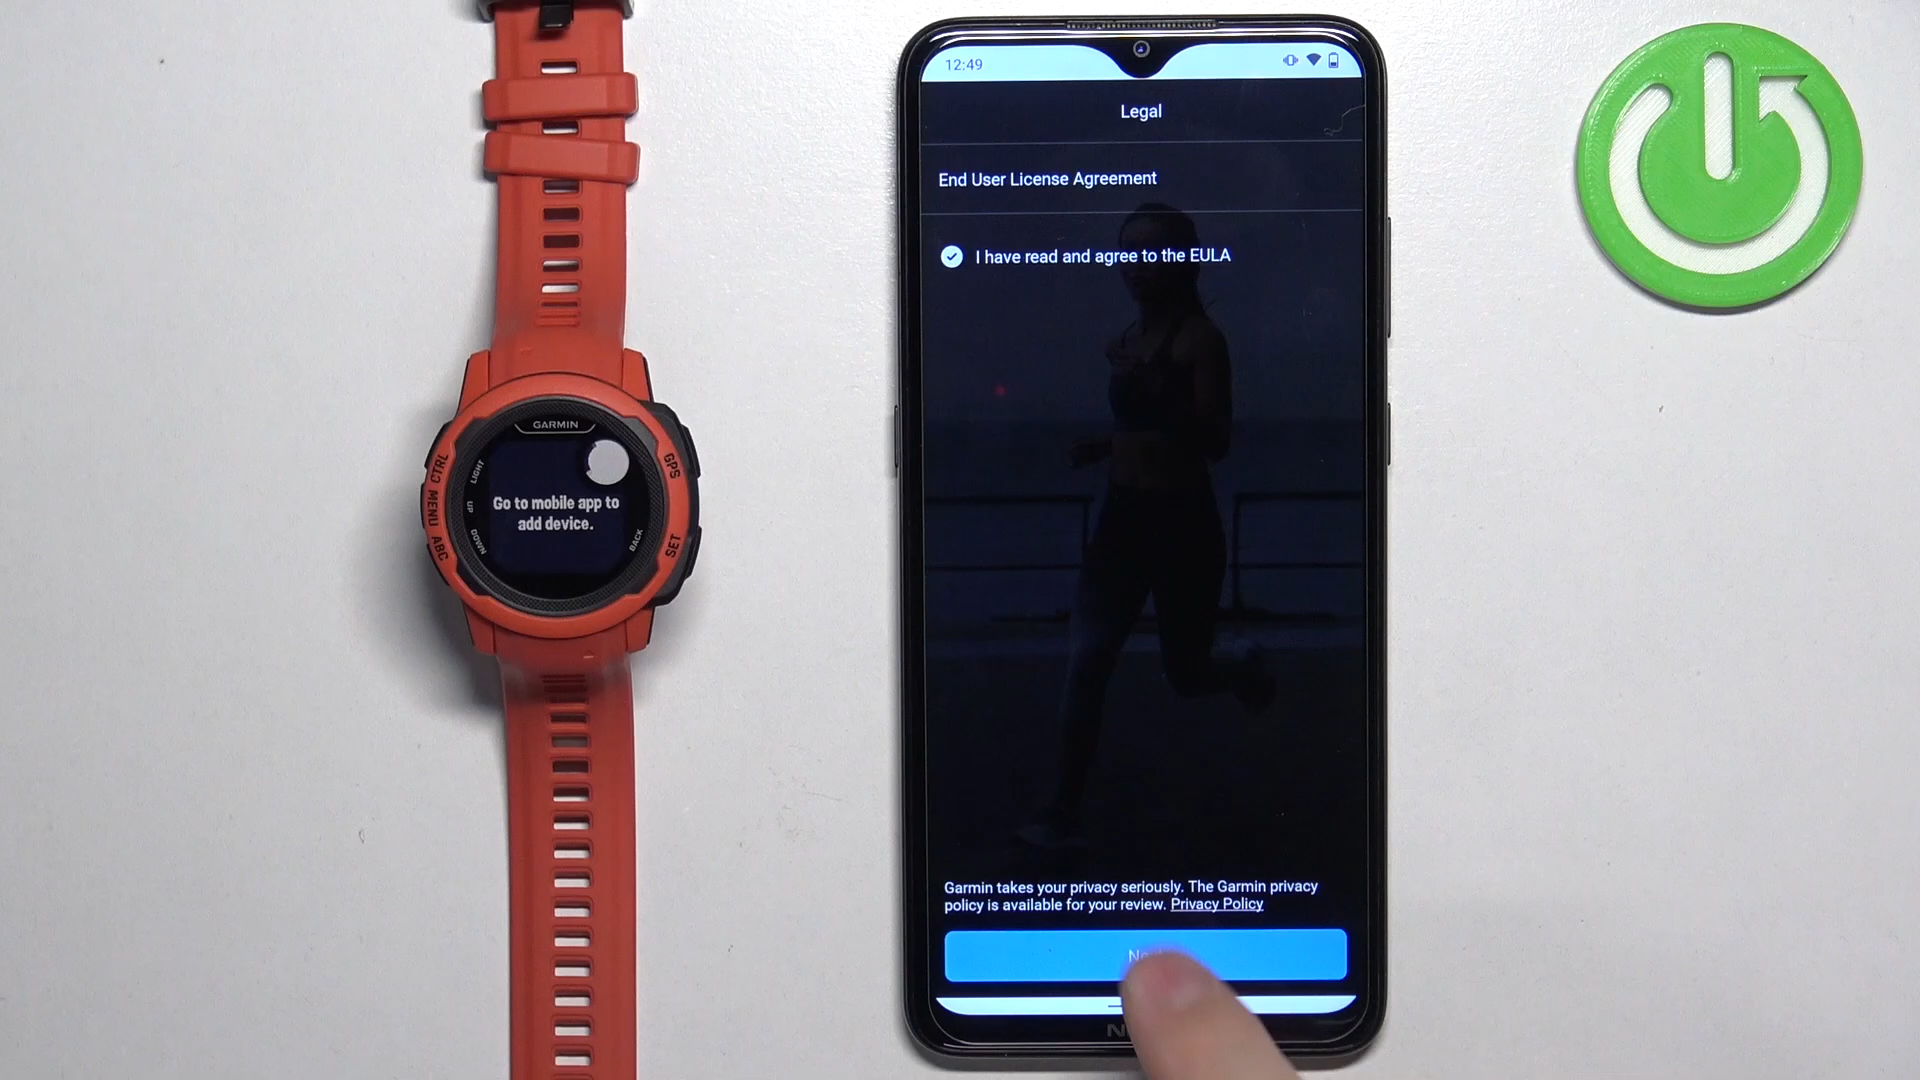 GARMIN
GPS
CTRL
LIGHT
MENU
UP
Go to mobile app to
add device.
ABC
DOWN
BACK
SET
12:49
Legal
End User License Agreement
I have read and agree to the EULA
Garmin takes your privacy seriously. The Garmin privacy
policy is available for your review. Privacy Policy